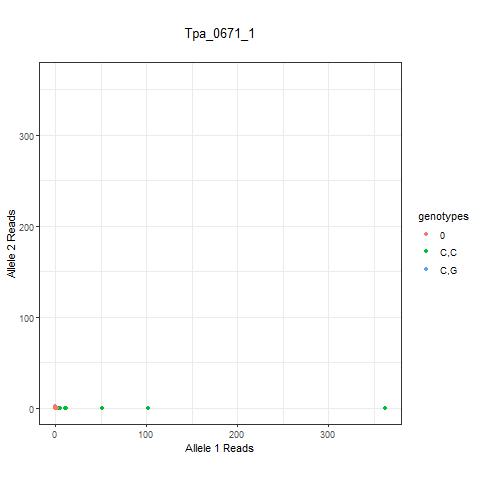 Tpa_0671_1
300
200
100
0
Allele 2 Reads
0 100 200 300
Allele 1 Reads
genotypes
0
C,C
C,G